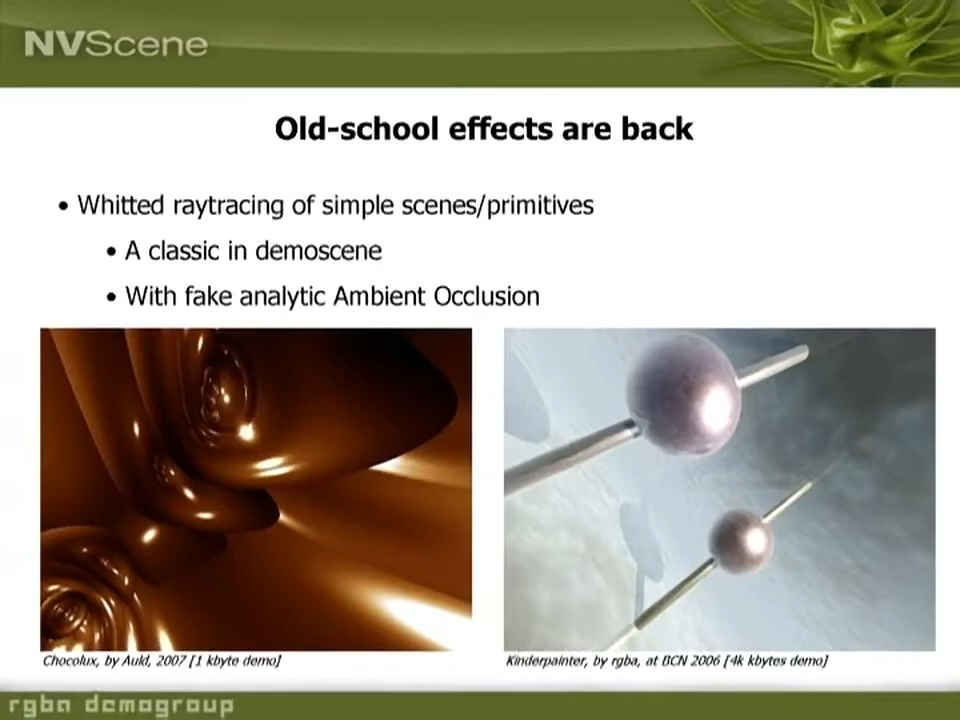 NVScene
Old-school effects are back
• Whitted raytracing of simple scenes/primitives
• A classic in demoscene
• With fake analytic Ambient Occlusion
Chocolux, by Auld, 2007 [1 kbyte demo]
Kinderpainter, by rgba, at BCN 2006 [4k kbytes demo]
rgba demogroup